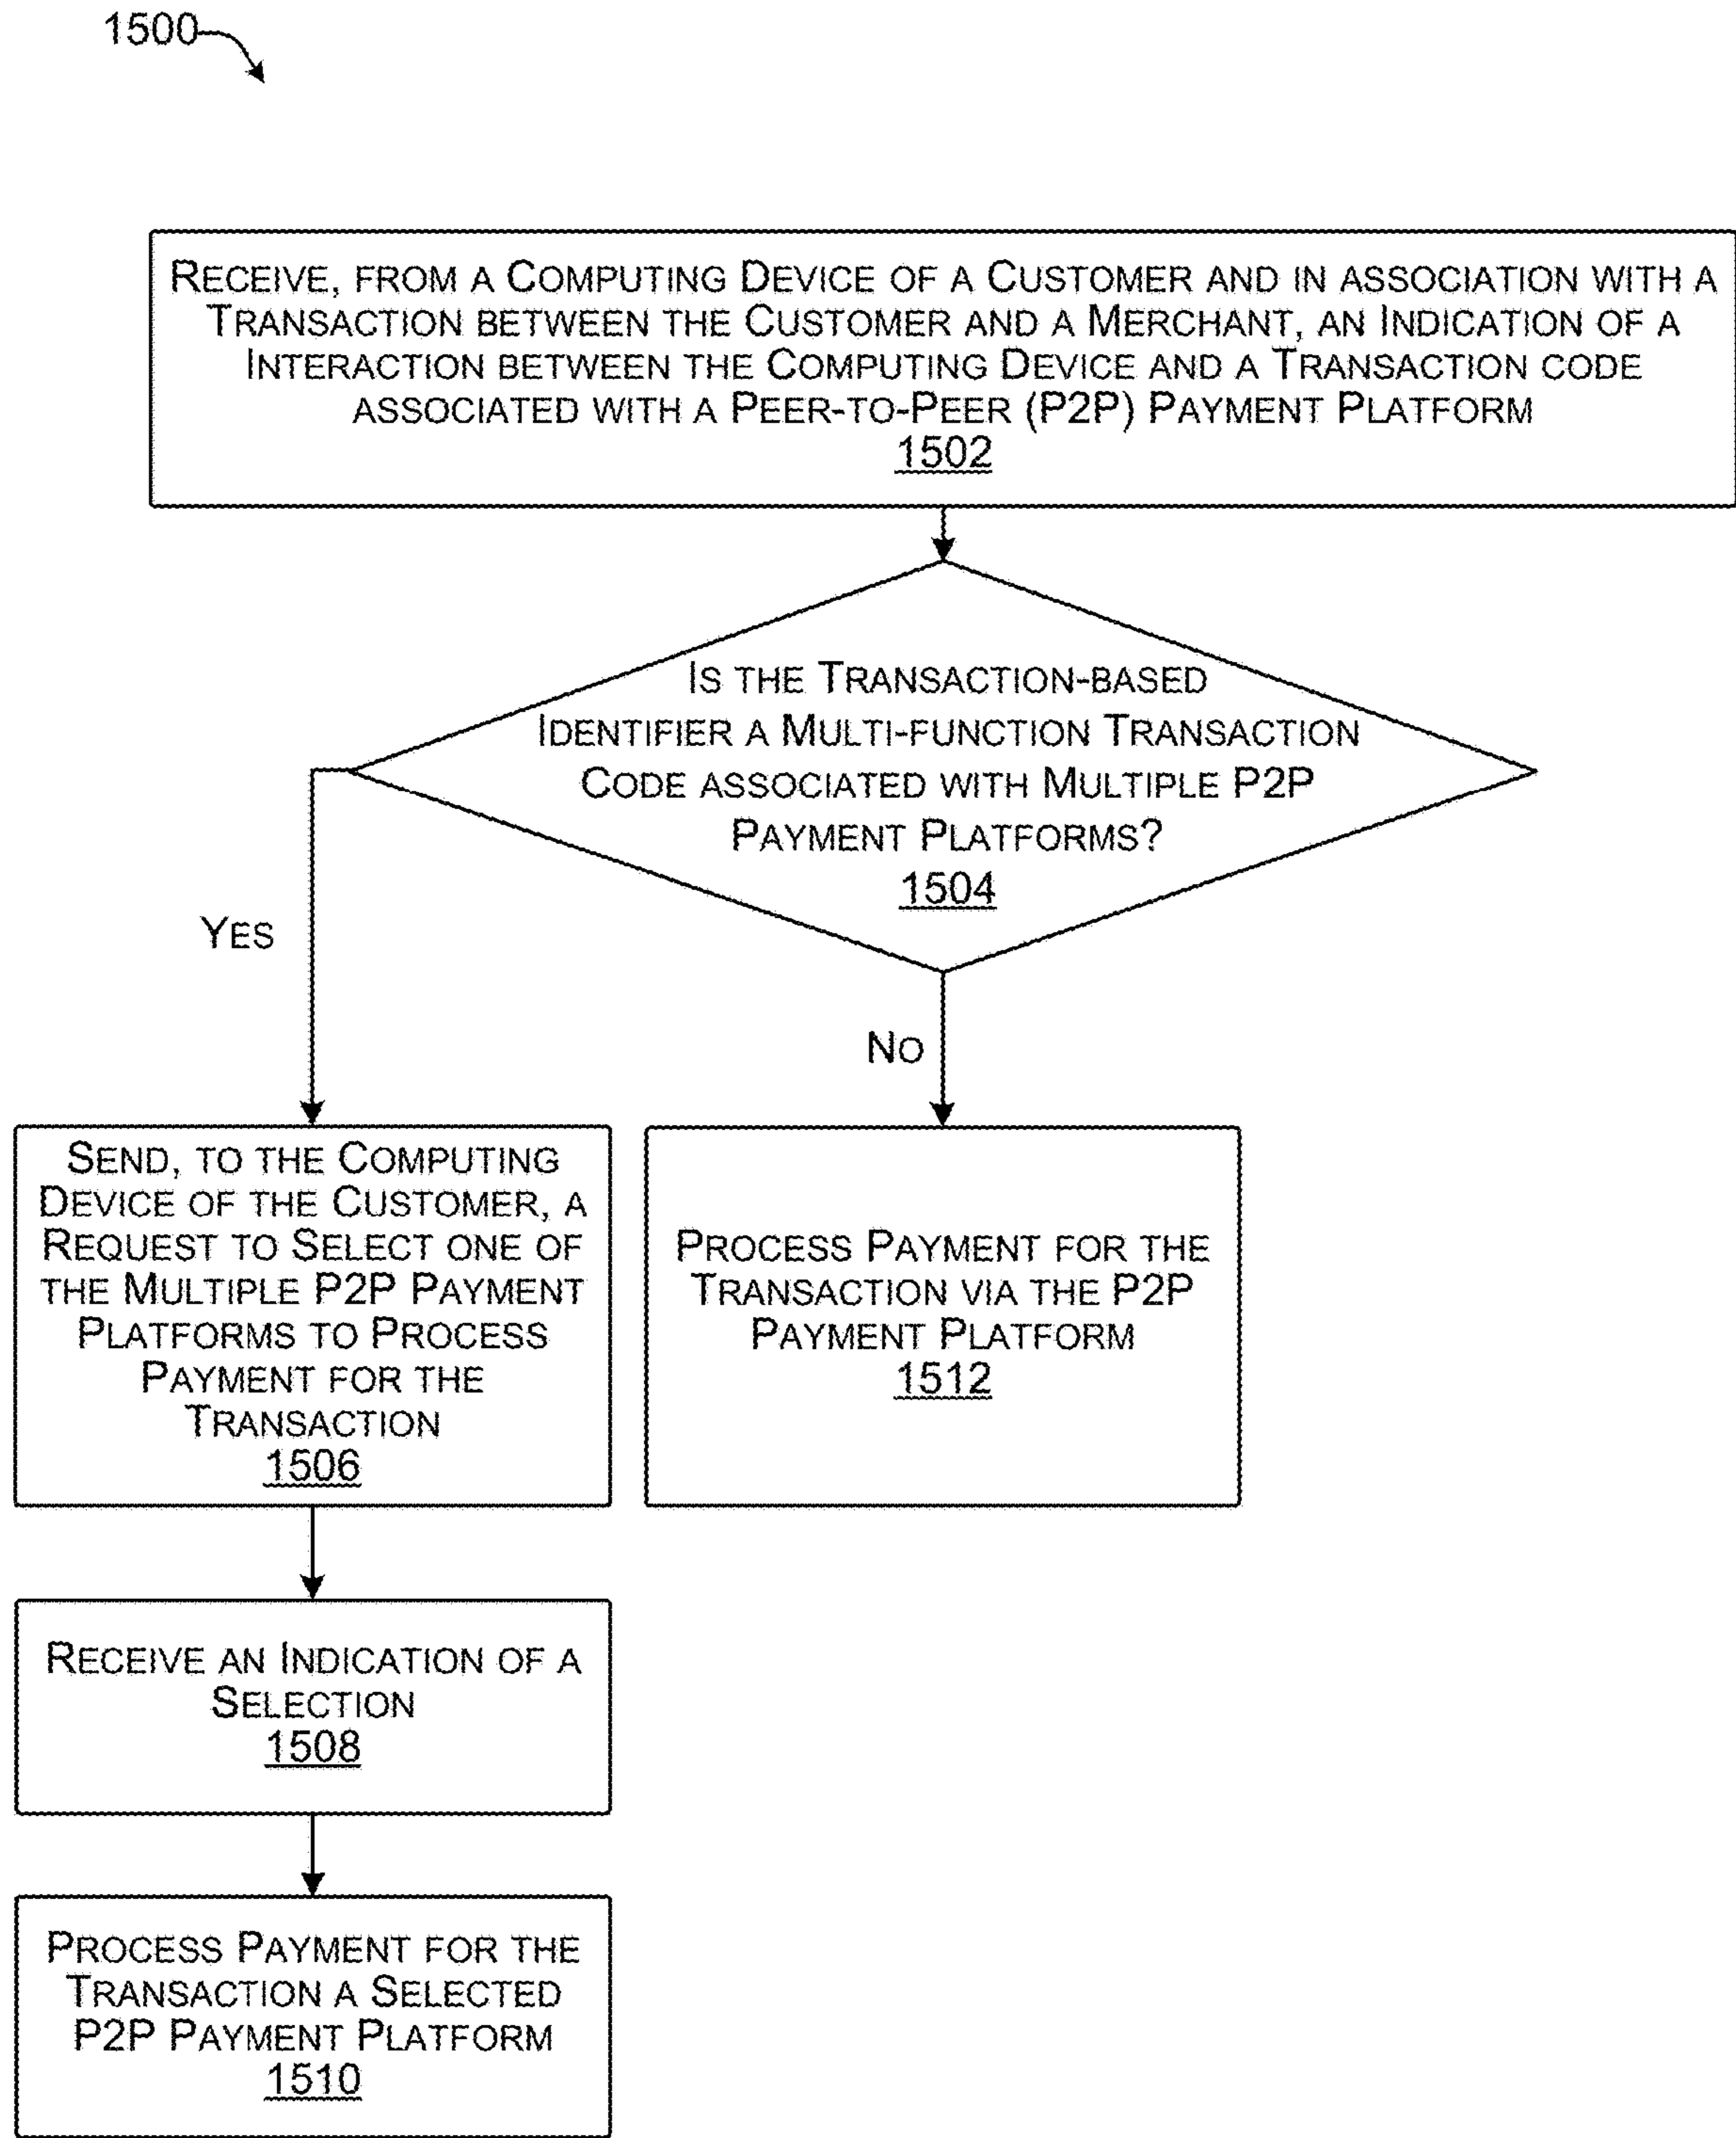 1500
RECEIVE, FROM A COMPUTING DEVICE OF A CUSTOMER AND IN ASSOCIATION WITH A
TRANSACTION BETWEEN THE CUSTOMER AND A MERCHANT, AN INDICATION OF A
INTERACTION BETWEEN THE COMPUTING DEVICE AND A TRANSACTION CODE
ASSOCIATED WITH A PEER-TO-PEER (P2P) PAYMENT PLATFORM
1502
IS THE TRANSACTION-BASED
IDENTIFIER A MULTI-FUNCTION TRANSACTION
CODE ASSOCIATED WITH MULTIPLE P2P
PAYMENT PLATFORMS?
1504
YES
NO
SEND, TO THE COMPUTING
DEVICE OF THE CUSTOMER, A
REQUEST TO SELECT ONE OF
THE MULTIPLE P2P PAYMENT
PLATFORMS TO PROCESS
PAYMENT FOR THE
TRANSACTION
1506
PROCESS PAYMENT FOR THE
TRANSACTION VIA THE P2P
PAYMENT PLATFORM
1512
RECEIVE AN INDICATION OF A
SELECTION
1508
PROCESS PAYMENT FOR THE
TRANSACTION A SELECTED
P2P PAYMENT PLATFORM
1510